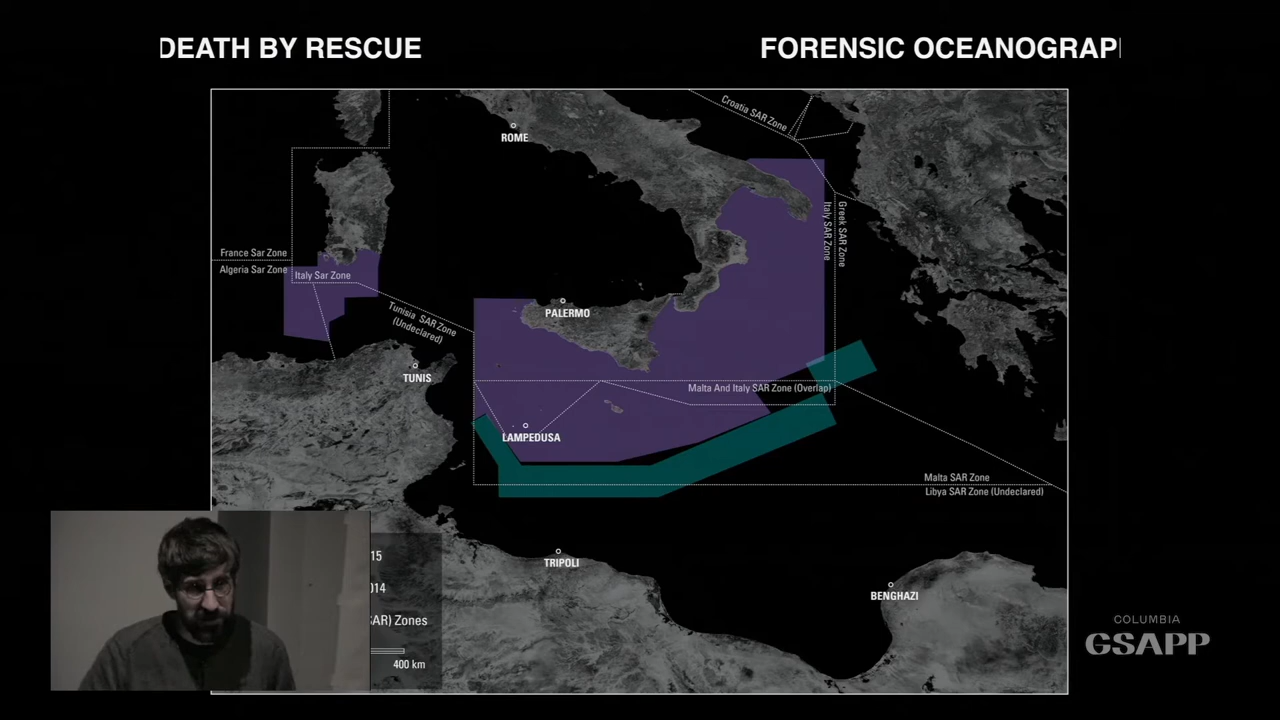 DEATH BY RESCUE
FORENSIC OCEANOGRAP
Croatia SAR Zone
ROME
Italy SAR Zone
Greek SAR Zone
France Sar Zone
Algeria Sar Zone
Italy Sar Zone
Tunisia SAR Zone
(Undeclared)
PALERMO
TUNIS
Malta And Italy SAR Zone (Overlap)
LAMPEDUSA
Malta SAR Zone
Libya SAR Zone (Undeclared)
TRIPOLI
BENGHAZI
15
014
SAR) Zones
400 km
COLUMBIA
GSAPP